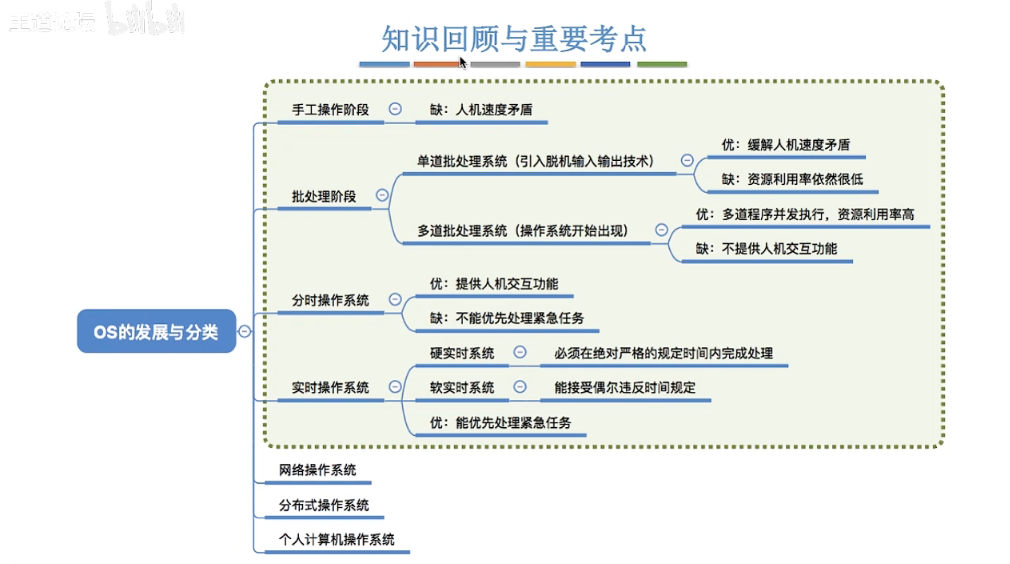 王道论坛 bilibili
知识回顾与重要考点
手工操作阶段
缺：人机速度矛盾
批处理阶段
单道批处理系统（引入脱机输入输出技术）
优：缓解人机速度矛盾
缺：资源利用率依然很低
多道批处理系统（操作系统开始出现）
优：多道程序并发执行，资源利用率高
缺：不提供人机交互功能
OS的发展与分类
分时操作系统
优：提供人机交互功能
缺：不能优先处理紧急任务
实时操作系统
硬实时系统
必须在绝对严格的规定时间内完成处理
软实时系统
能接受偶尔违反时间规定
优：能优先处理紧急任务
网络操作系统
分布式操作系统
个人计算机操作系统